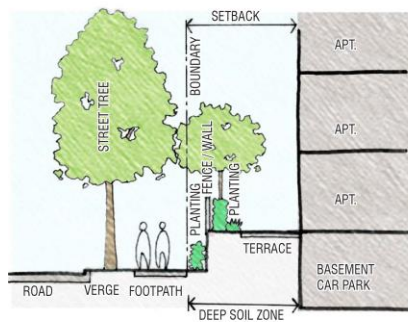 SETBACK
BOUNDARY
STREET TREE
FENCE / WALL
PLANTING
PLANTING
APT.
APT.
APT.
TERRACE
BASEMENT
CAR PARK
ROAD
VERGE
FOOTPATH
DEEP SOIL ZONE